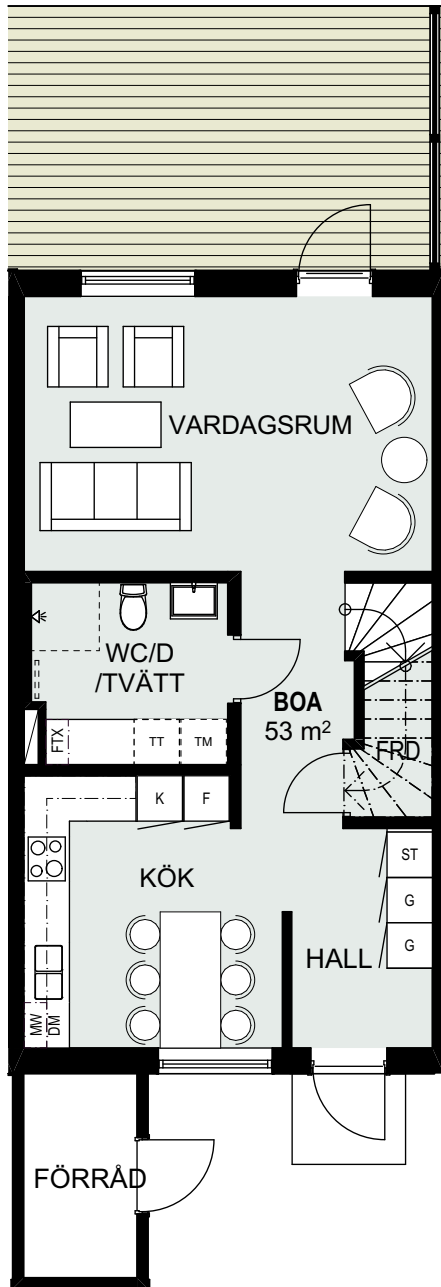 VARDAGSRUM
WC/D
/TVÄTT
BOA
53 m²
FTX
TT
TM
FRD
K
F
ST
KÖK
G
G
HALL
MW
DM
FÖRRÅD